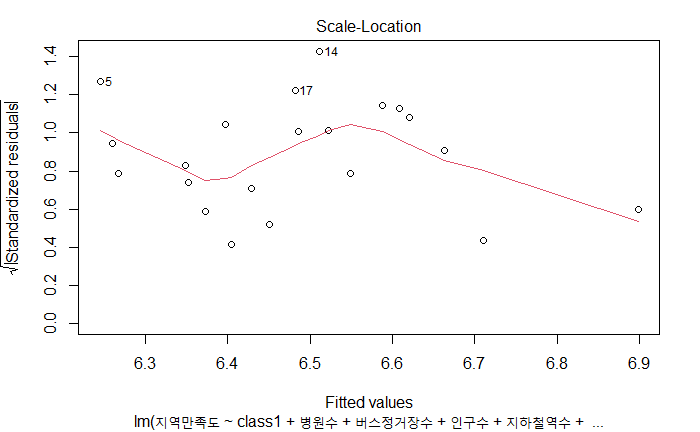 Scale-Location
√|Standardized residuals|
1.4
1.2
1.0
0.8
0.6
0.4
0.2
0.0
14
5
17
6.3 6.4 6.5 6.6 6.7 6.8 6.9
Fitted values
lm(지역만족도 ~ class1 + 병원수 + 버스정거장수 + 인구수 + 지하철역수 + ...